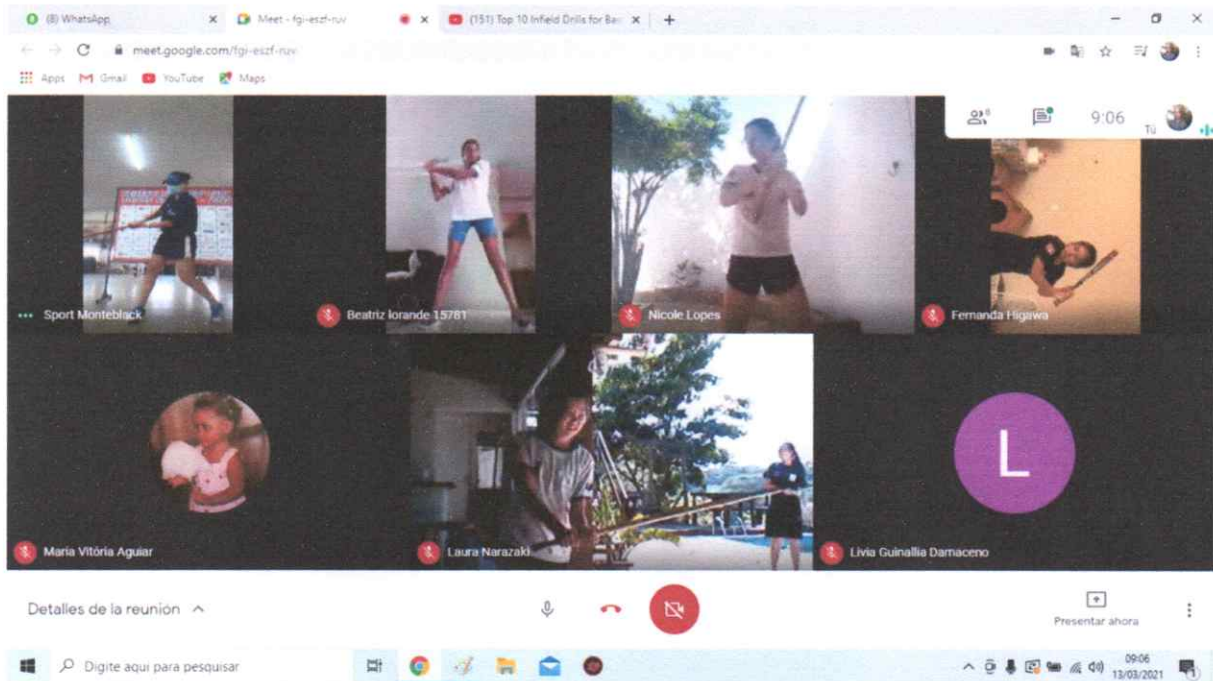 (8) WhatsApp
Meet - fgi-eszf-ruv
(151) Top 10 Infield Drills for Bas
meet.google.com/fgi-eszf-ruv
Apps
Gmail
YouTube
Maps
6
9:06
Tú
Sport Monteblack
Beatriz lorande 15781
Nicole Lopes
Fernanda Higawa
Maria Vitória Aguiar
Laura Narazaki
L
Livia Guinallia Damaceno
Detalles de la reunión
Presentar ahora
Digite aqui para pesquisar
09:06
13/03/2021